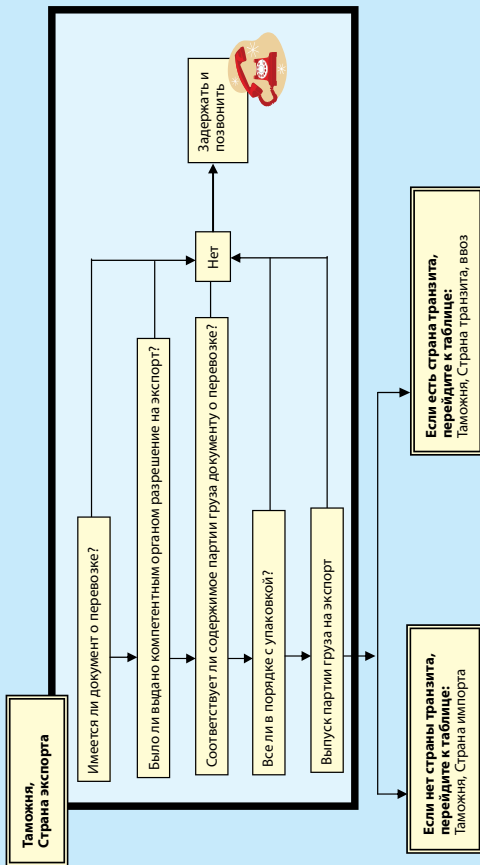 Таможня,
Страна экспорта
Имеется ли документ о перевозке?
Было ли выдано компетентным органом разрешение на экспорт?
Соответствует ли содержимое партии груза документу о перевозке?
Все ли в порядке с упаковкой?
Выпуск партии груза на экспорт
Нет
Задержать и
позвонить
Если нет страны транзита,
перейдите к таблице:
Таможня, Страна импорта
Если есть страна транзита,
перейдите к таблице:
Таможня, Страна транзита, ввоз